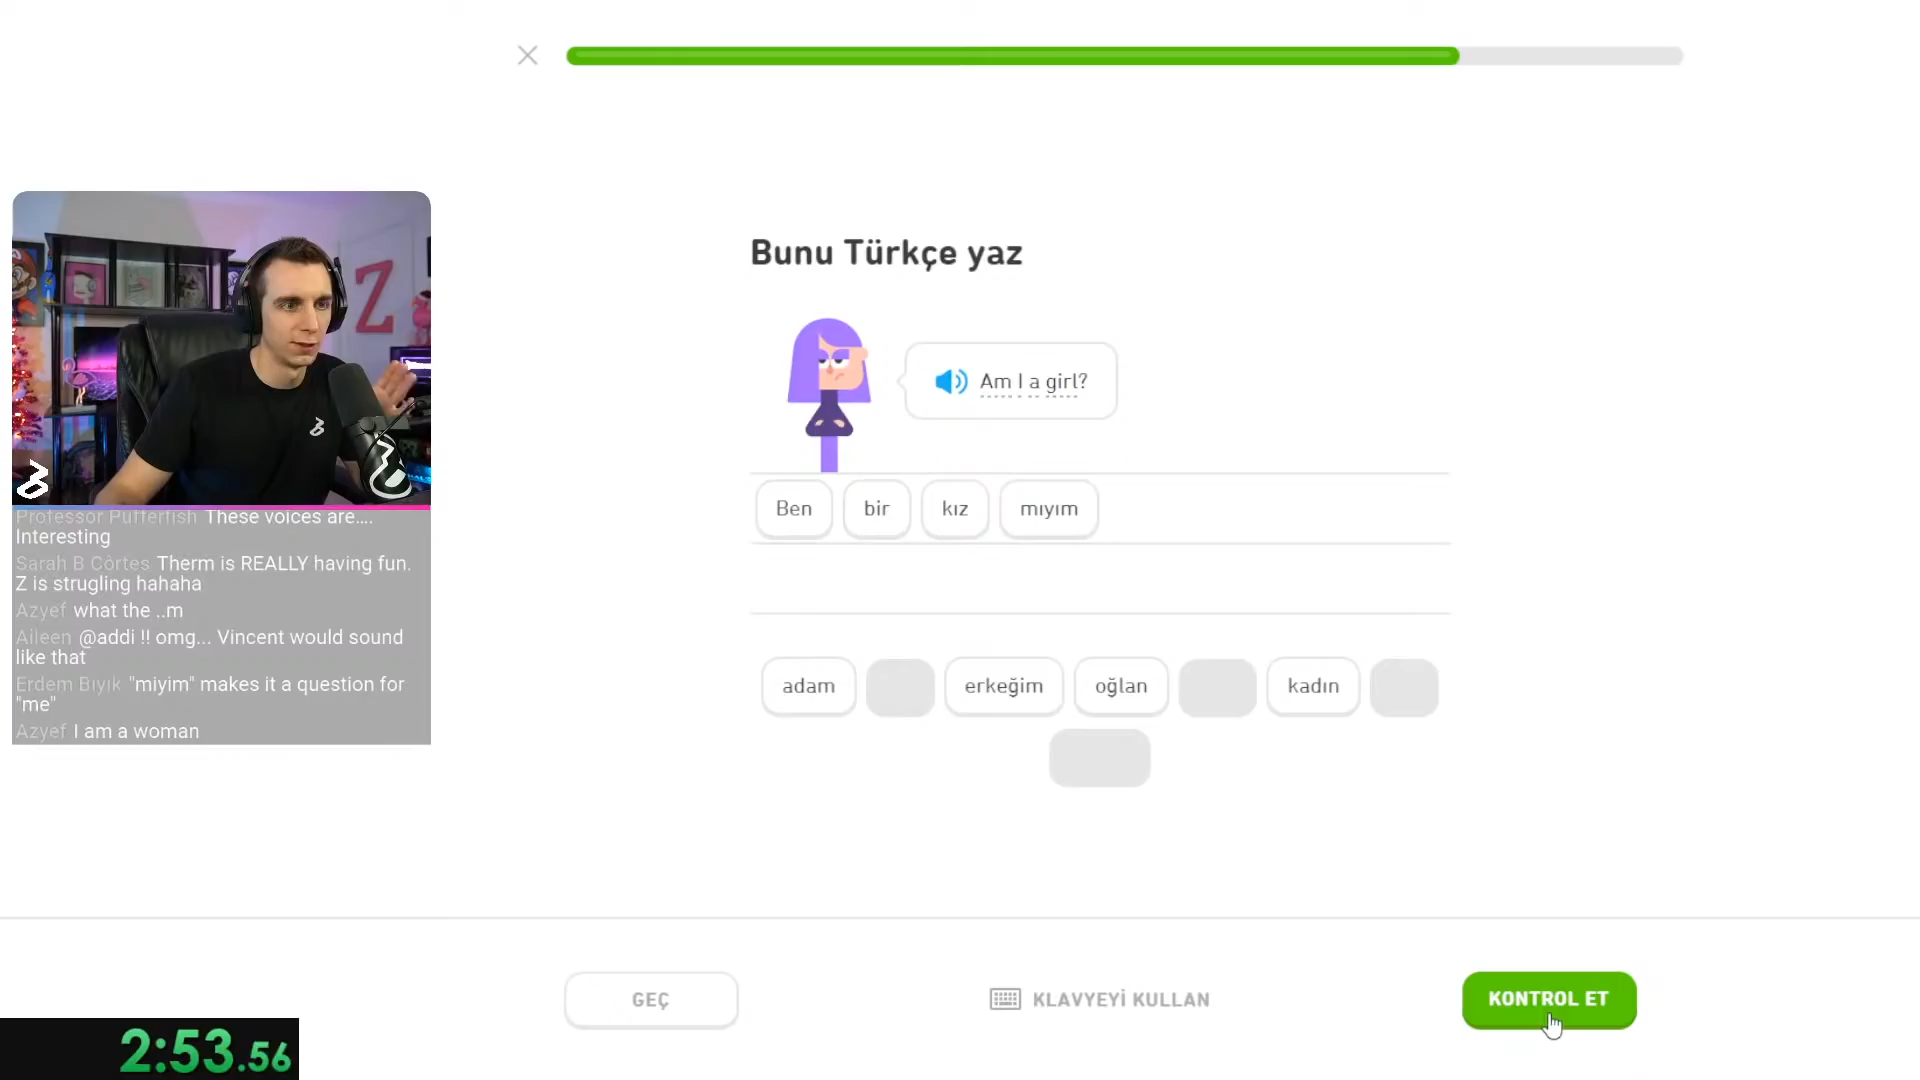 Bunu Türkçe yaz
Am I a girl?
Ben bir kız mıyım
adam erkeğim oğlan kadın
Professor Pufferfish These voices are....
Interesting
Sarah B Côrtes Therm is REALLY having fun.
Z is strugling hahaha
Azyef what the ..m
Aileen @addi !! omg... Vincent would sound
like that
Erdem Bıyık "miyim" makes it a question for
"me"
Azyef I am a woman
GEÇ
KLAVYEYİ KULLAN
KONTROL ET
2:53.56
Z